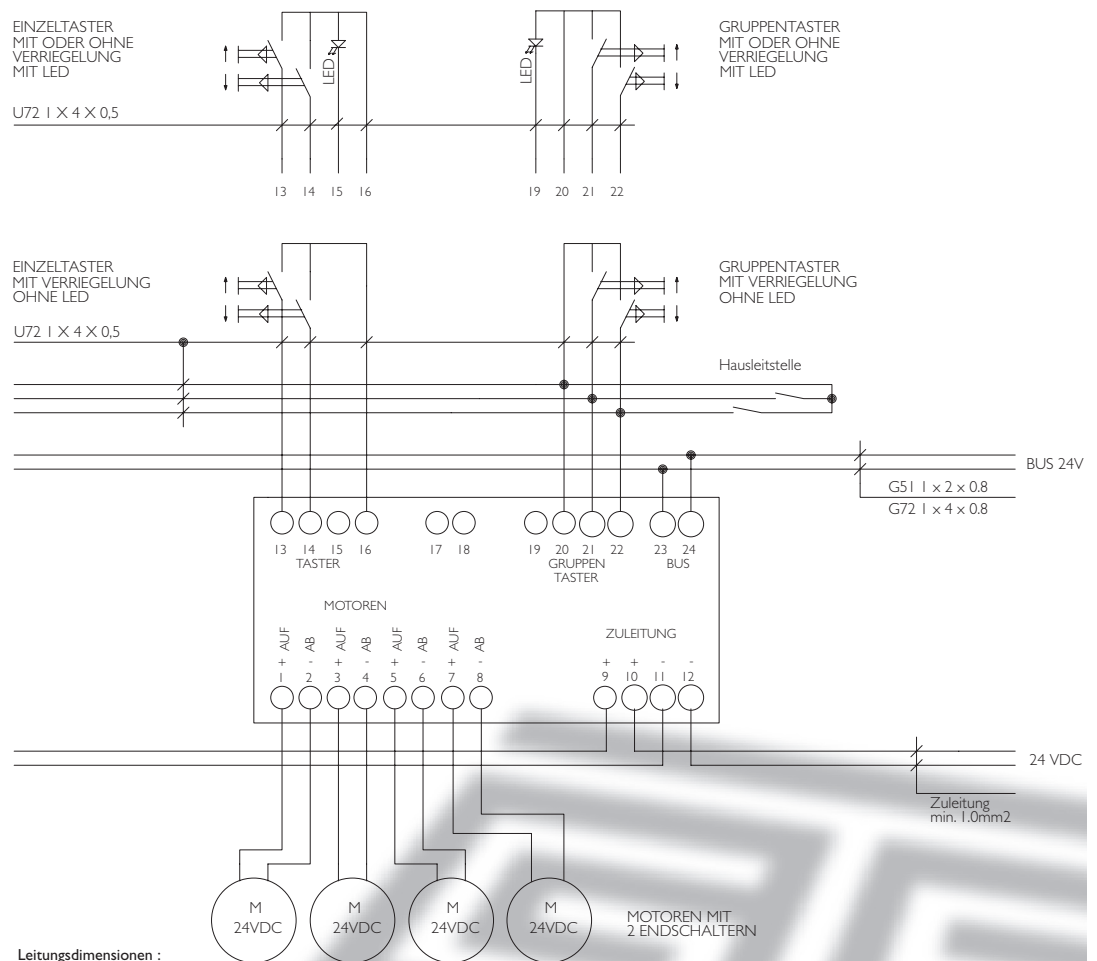 EINZELTASTER
MIT ODER OHNE
VERRIEGELUNG
MIT LED
LED
LED
GRUPPENTASTER
MIT ODER OHNE
VERRIEGELUNG
MIT LED
U72 1 X 4 X 0,5
13 14 15 16 19 20 21 22
EINZELTASTER
MIT VERRIEGELUNG
OHNE LED
GRUPPENTASTER
MIT VERRIEGELUNG
OHNE LED
U72 1 X 4 X 0,5
Hausleitstelle
BUS 24V
G51 1 x 2 x 0.8
G72 1 x 4 x 0.8
13 14 15 16 17 18 19 20 21 22 23 24
TASTER
GRUPPEN
TASTER
BUS
MOTOREN
ZULEITUNG
AUF AB AUF AB AUF AB AUF AB
+ - + - + - + - + + - -
1 2 3 4 5 6 7 8 9 10 11 12
24 VDC
Zuleitung
min. 1.0mm2
M M M M
24VDC 24VDC 24VDC 24VDC
MOTOREN MIT
2 ENDSCHALTERN
Leitungsdimensionen :